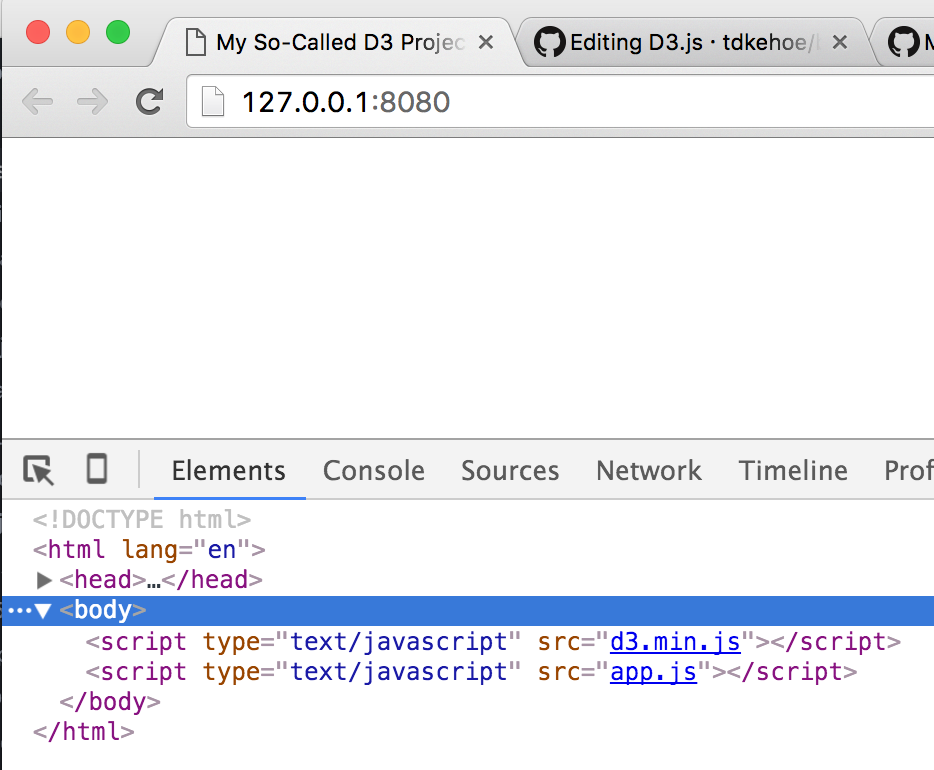 My So-Called D3 Projec
Editing D3.js · tdkehoe/b
127.0.0.1:8080
Elements Console Sources Network Timeline Prof
<!DOCTYPE html>
<html lang="en">
▶<head>…</head>
•••▼<body>
<script type="text/javascript" src="d3.min.js"></script>
<script type="text/javascript" src="app.js"></script>
</body>
</html>